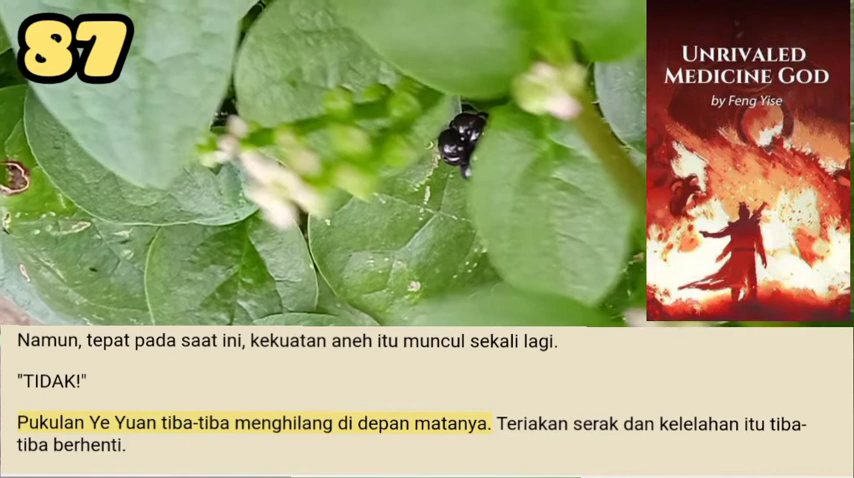 87
UNRIVALED
MEDICINE GOD
by Feng Yise
Namun, tepat pada saat ini, kekuatan aneh itu muncul sekali lagi.
"TIDAK!"
Pukulan Ye Yuan tiba-tiba menghilang di depan matanya. Teriakan serak dan kelelahan itu tiba-
tiba berhenti.